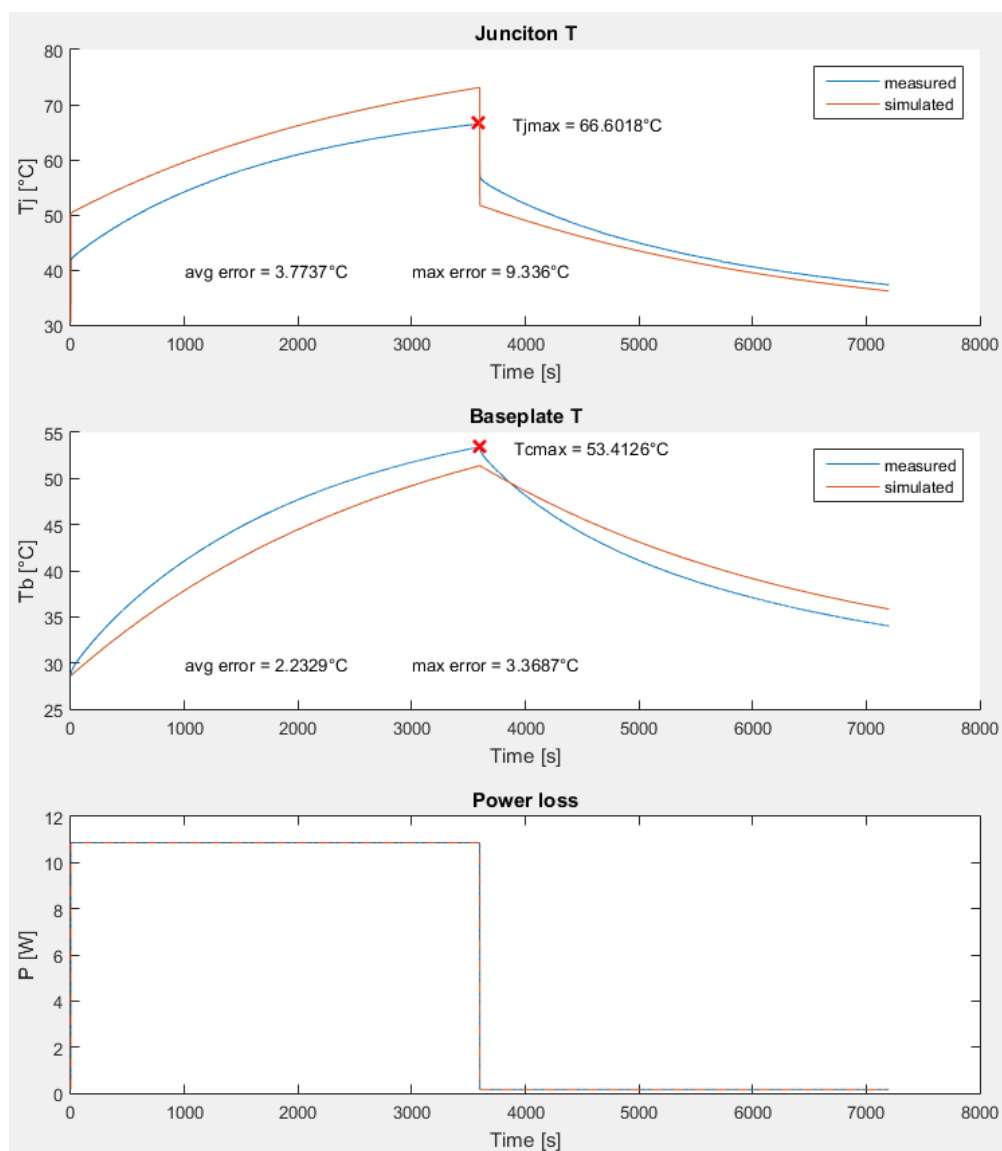 Junciton T
80
70
60
50
40
30
Tj [°C]
measured
simulated
Tjmax = 66.6018°C
avg error = 3.7737°C max error = 9.336°C
0 1000 2000 3000 4000 5000 6000 7000 8000
Time [s]
Baseplate T
55
50
45
40
35
30
25
Tb [°C]
Tcmax = 53.4126°C
measured
simulated
avg error = 2.2329°C max error = 3.3687°C
0 1000 2000 3000 4000 5000 6000 7000 8000
Time [s]
Power loss
12
10
8
6
4
2
0
P [W]
0 1000 2000 3000 4000 5000 6000 7000 8000
Time [s]